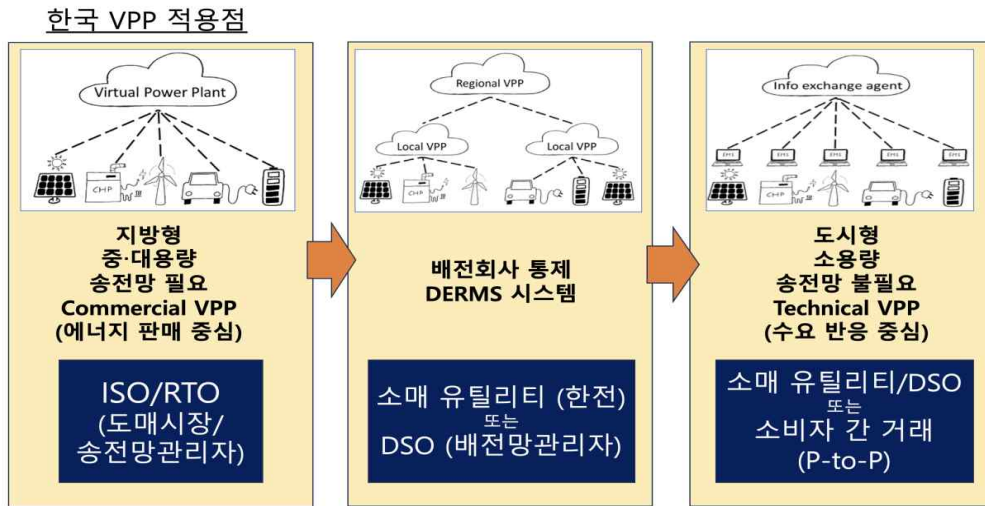 한국 VPP 적용점
Virtual Power Plant
CHP
지방형
중·대용량
송전망 필요
Commercial VPP
(에너지 판매 중심)
ISO/RTO
(도매시장/
송전망관리자)
Regional VPP
Local VPP
Local VPP
CHP
배전회사 통제
DERMS 시스템
소매 유틸리티 (한전)
또는
DSO (배전망관리자)
Info exchange agent
EMS EMS EMS EMS EMS
CHP
도시형
소용량
송전망 불필요
Technical VPP
(수요 반응 중심)
소매 유틸리티/DSO
또는
소비자 간 거래
(P-to-P)